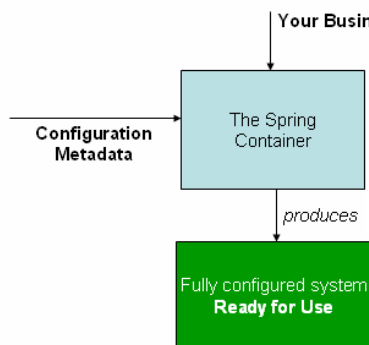 Your Busin
The Spring
Container
Configuration
Metadata
produces
Fully configured system
Ready for Use